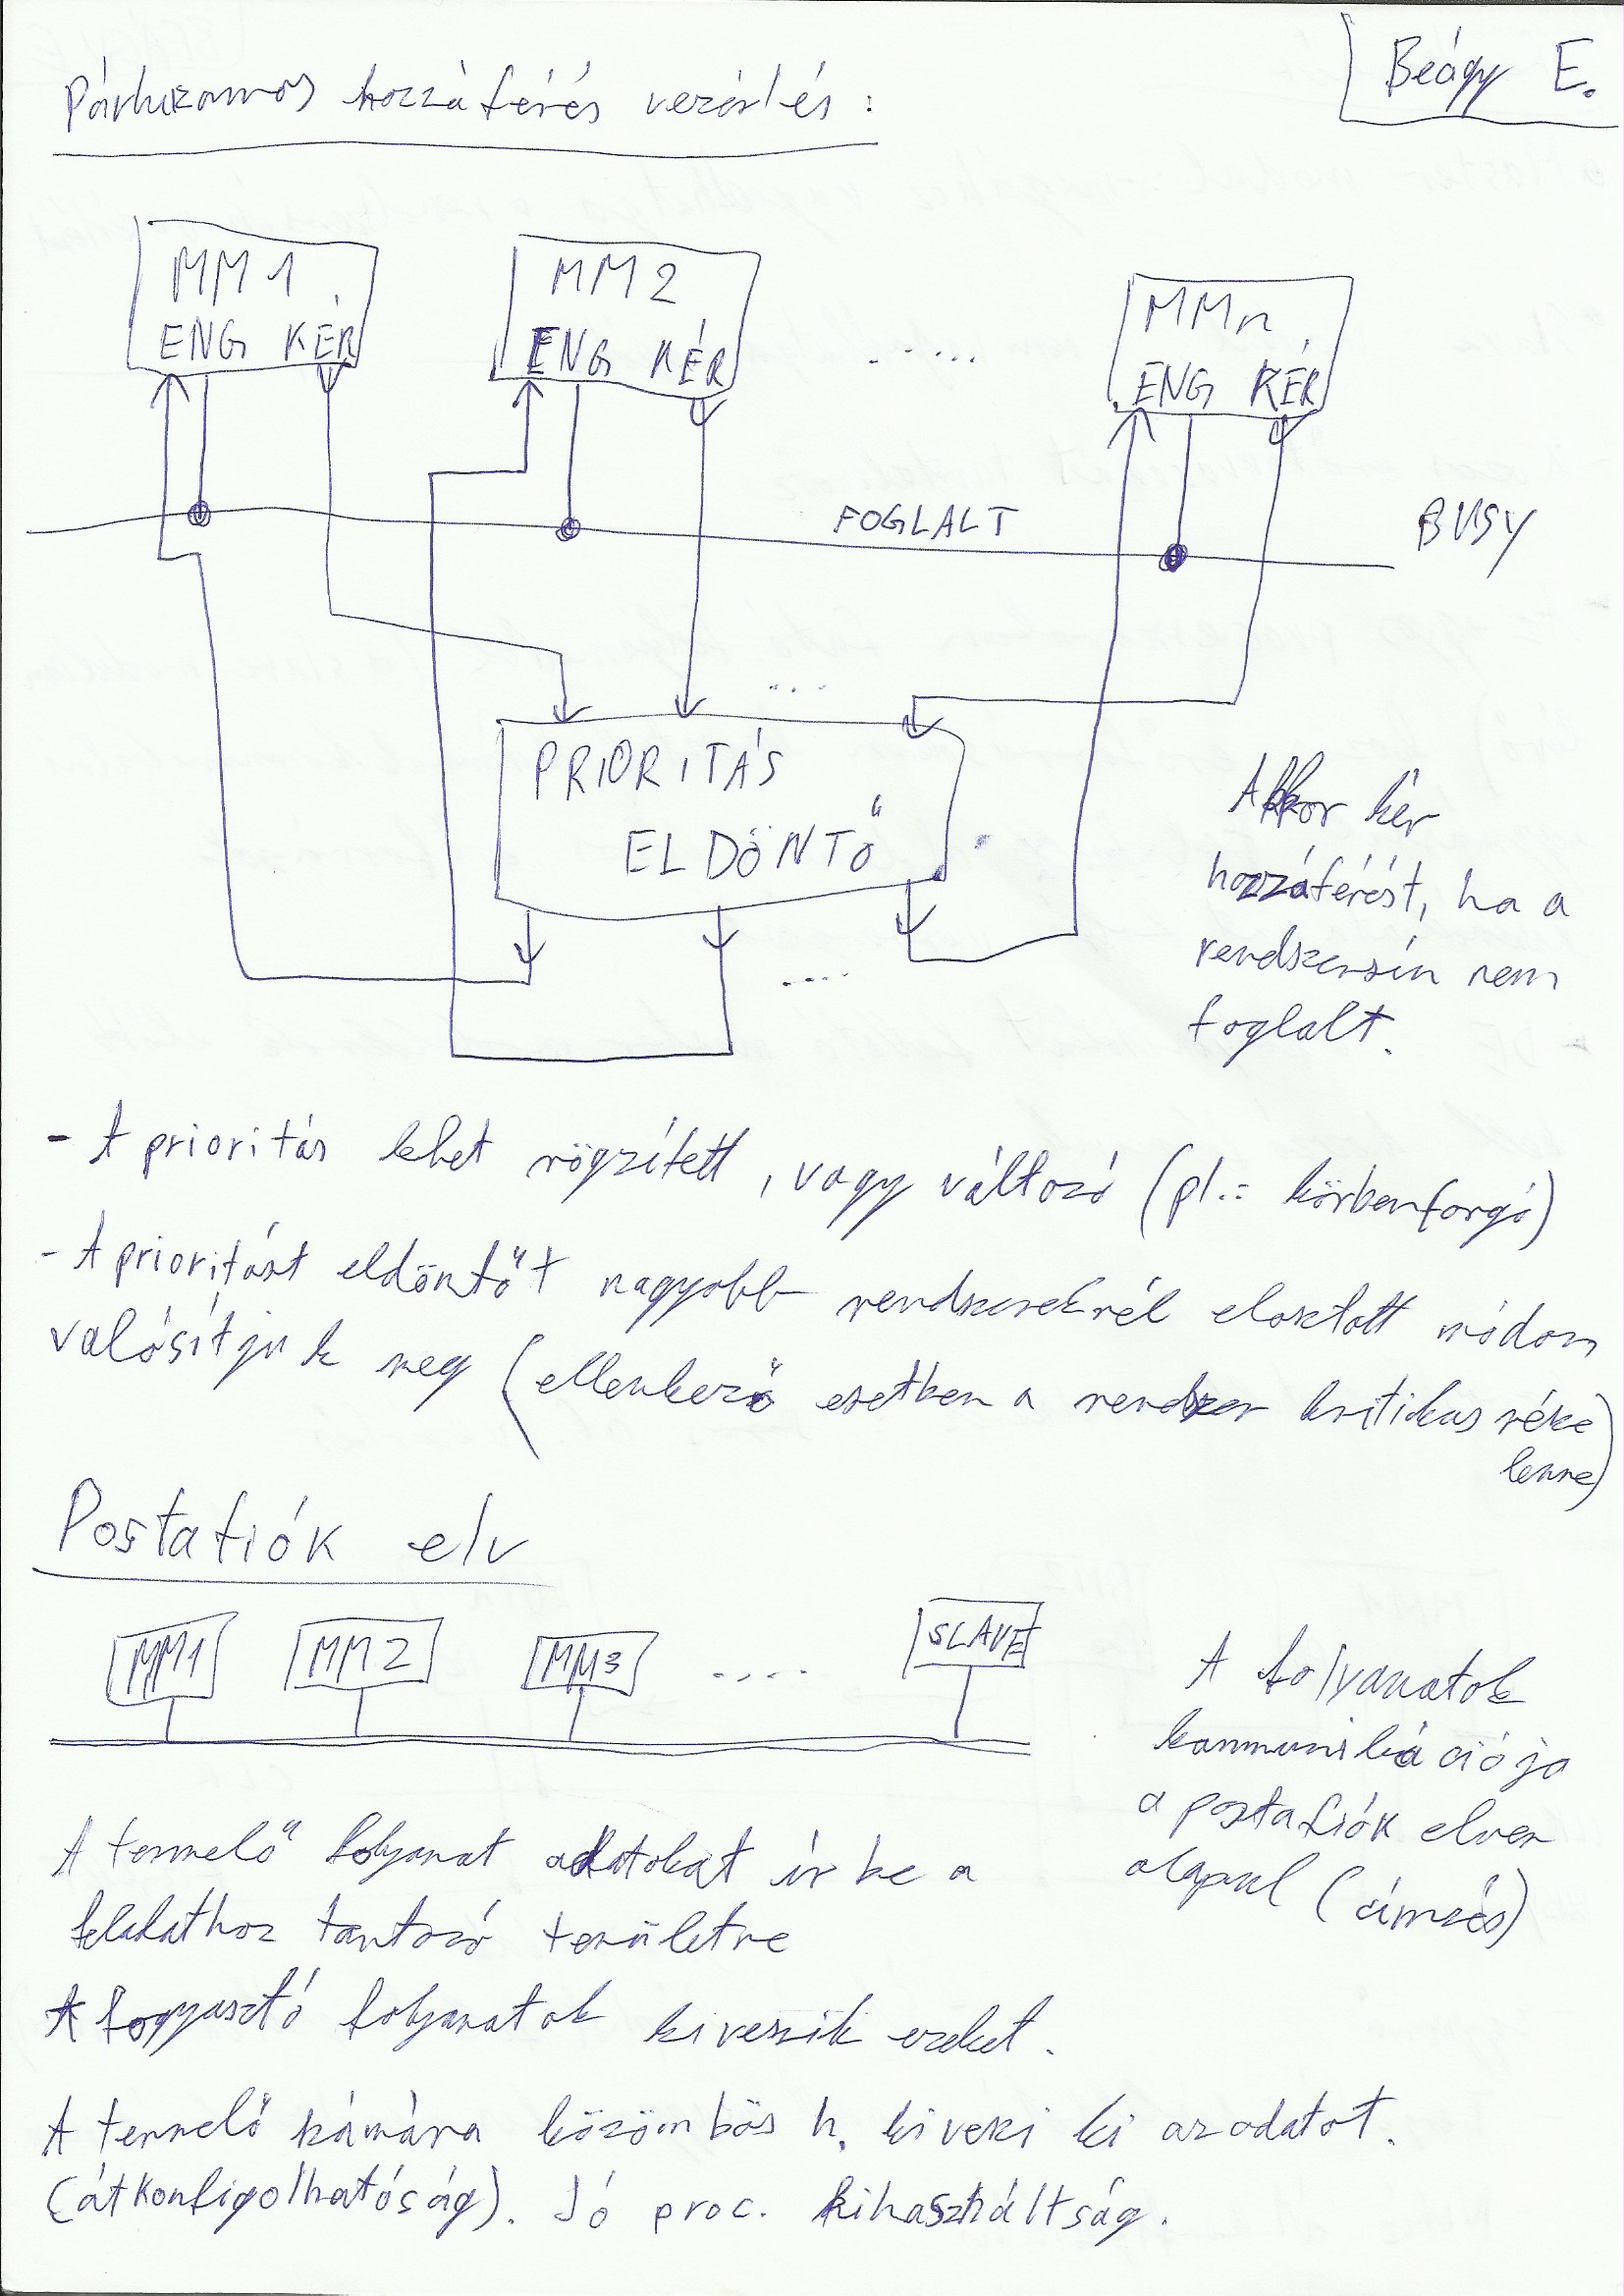 Beágy E.
Párhuzamos hozzáférés vezérlés:
MM1
ENG KÉR
MM2
ENG KÉR
.....
MMn
ENG KÉR
FOGLALT
BUSY
...
PRIORITÁS
ELDÖNTŐ
....
Akkor kér
hozzáférést, ha a
rendszersín nem
foglalt.
- A prioritás lehet rögzített, vagy változó (pl.: körbenforgó)
- A prioritást eldöntőt nagyobb rendszereknél elosztott módon
valósítjuk meg (ellenkező esetben a rendszer kritikus része
lenne)
Postafiók elv
MM1
MM2
MM3
....
SLAVE
A folyamatok
kommunikációja
a postafiók elven
alapul (címzés)
A termelő folyamat adatokat ír be a
feladathoz tartozó területre
A fogyasztó folyamatok kiveszik ezeket.
A termelő számára közömbös h. ki veszi ki az adatot.
(átkonfigolhatóság). Jó proc. kihasználtság.